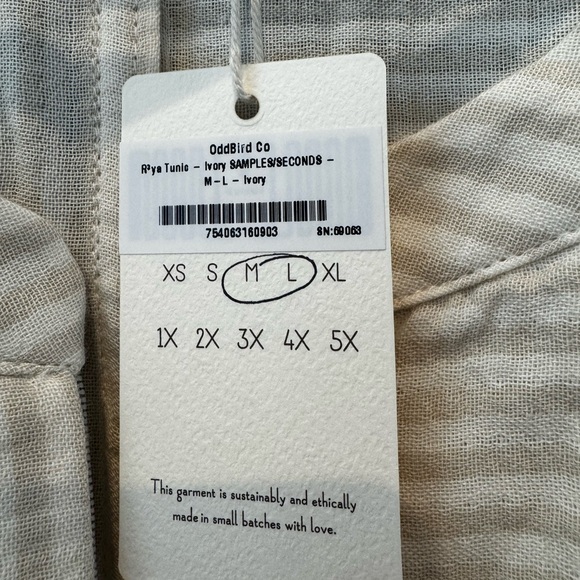 OddBird Co
R³ya Tunic – Ivory SAMPLES/SECONDS –
M – L – Ivory
754063160903 SN:69063
XS S M L XL
1X 2X 3X 4X 5X
This garment is sustainably and ethically
made in small batches with love.